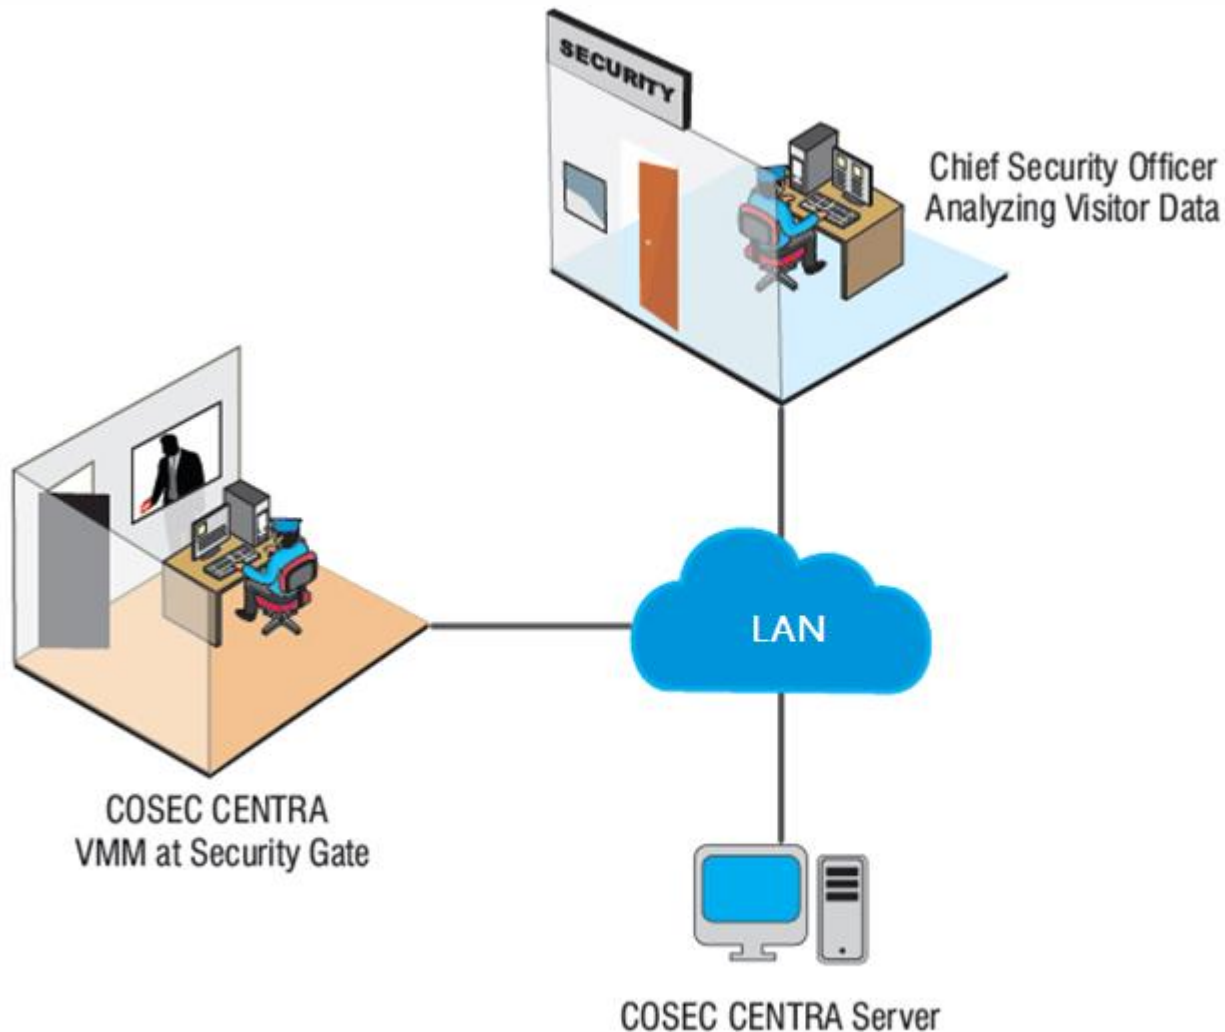 SECURITY
Chief Security Officer
Analyzing Visitor Data
LAN
COSEC CENTRA
VMM at Security Gate
COSEC CENTRA Server